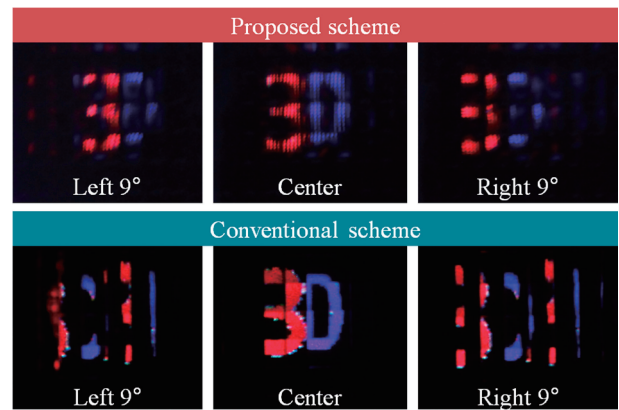 Proposed scheme
3D
Left 9° Center Right 9°
Conventional scheme
3D
Left 9° Center Right 9°